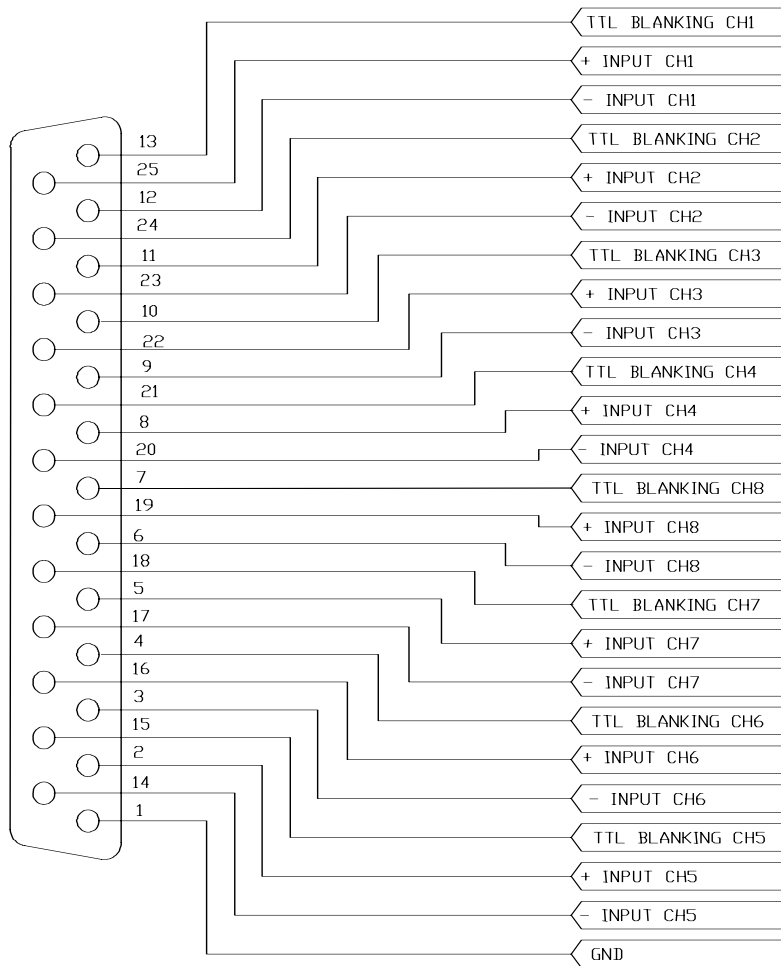 TTL BLANKING CH1
+ INPUT CH1
- INPUT CH1
13
TTL BLANKING CH2
25
+ INPUT CH2
12
- INPUT CH2
24
TTL BLANKING CH3
11
23
+ INPUT CH3
10
- INPUT CH3
22
9
TTL BLANKING CH4
21
+ INPUT CH4
8
20
- INPUT CH4
7
TTL BLANKING CH8
19
+ INPUT CH8
6
- INPUT CH8
18
5
TTL BLANKING CH7
17
+ INPUT CH7
4
16
- INPUT CH7
3
TTL BLANKING CH6
15
2
+ INPUT CH6
14
- INPUT CH6
1
TTL BLANKING CH5
+ INPUT CH5
- INPUT CH5
GND